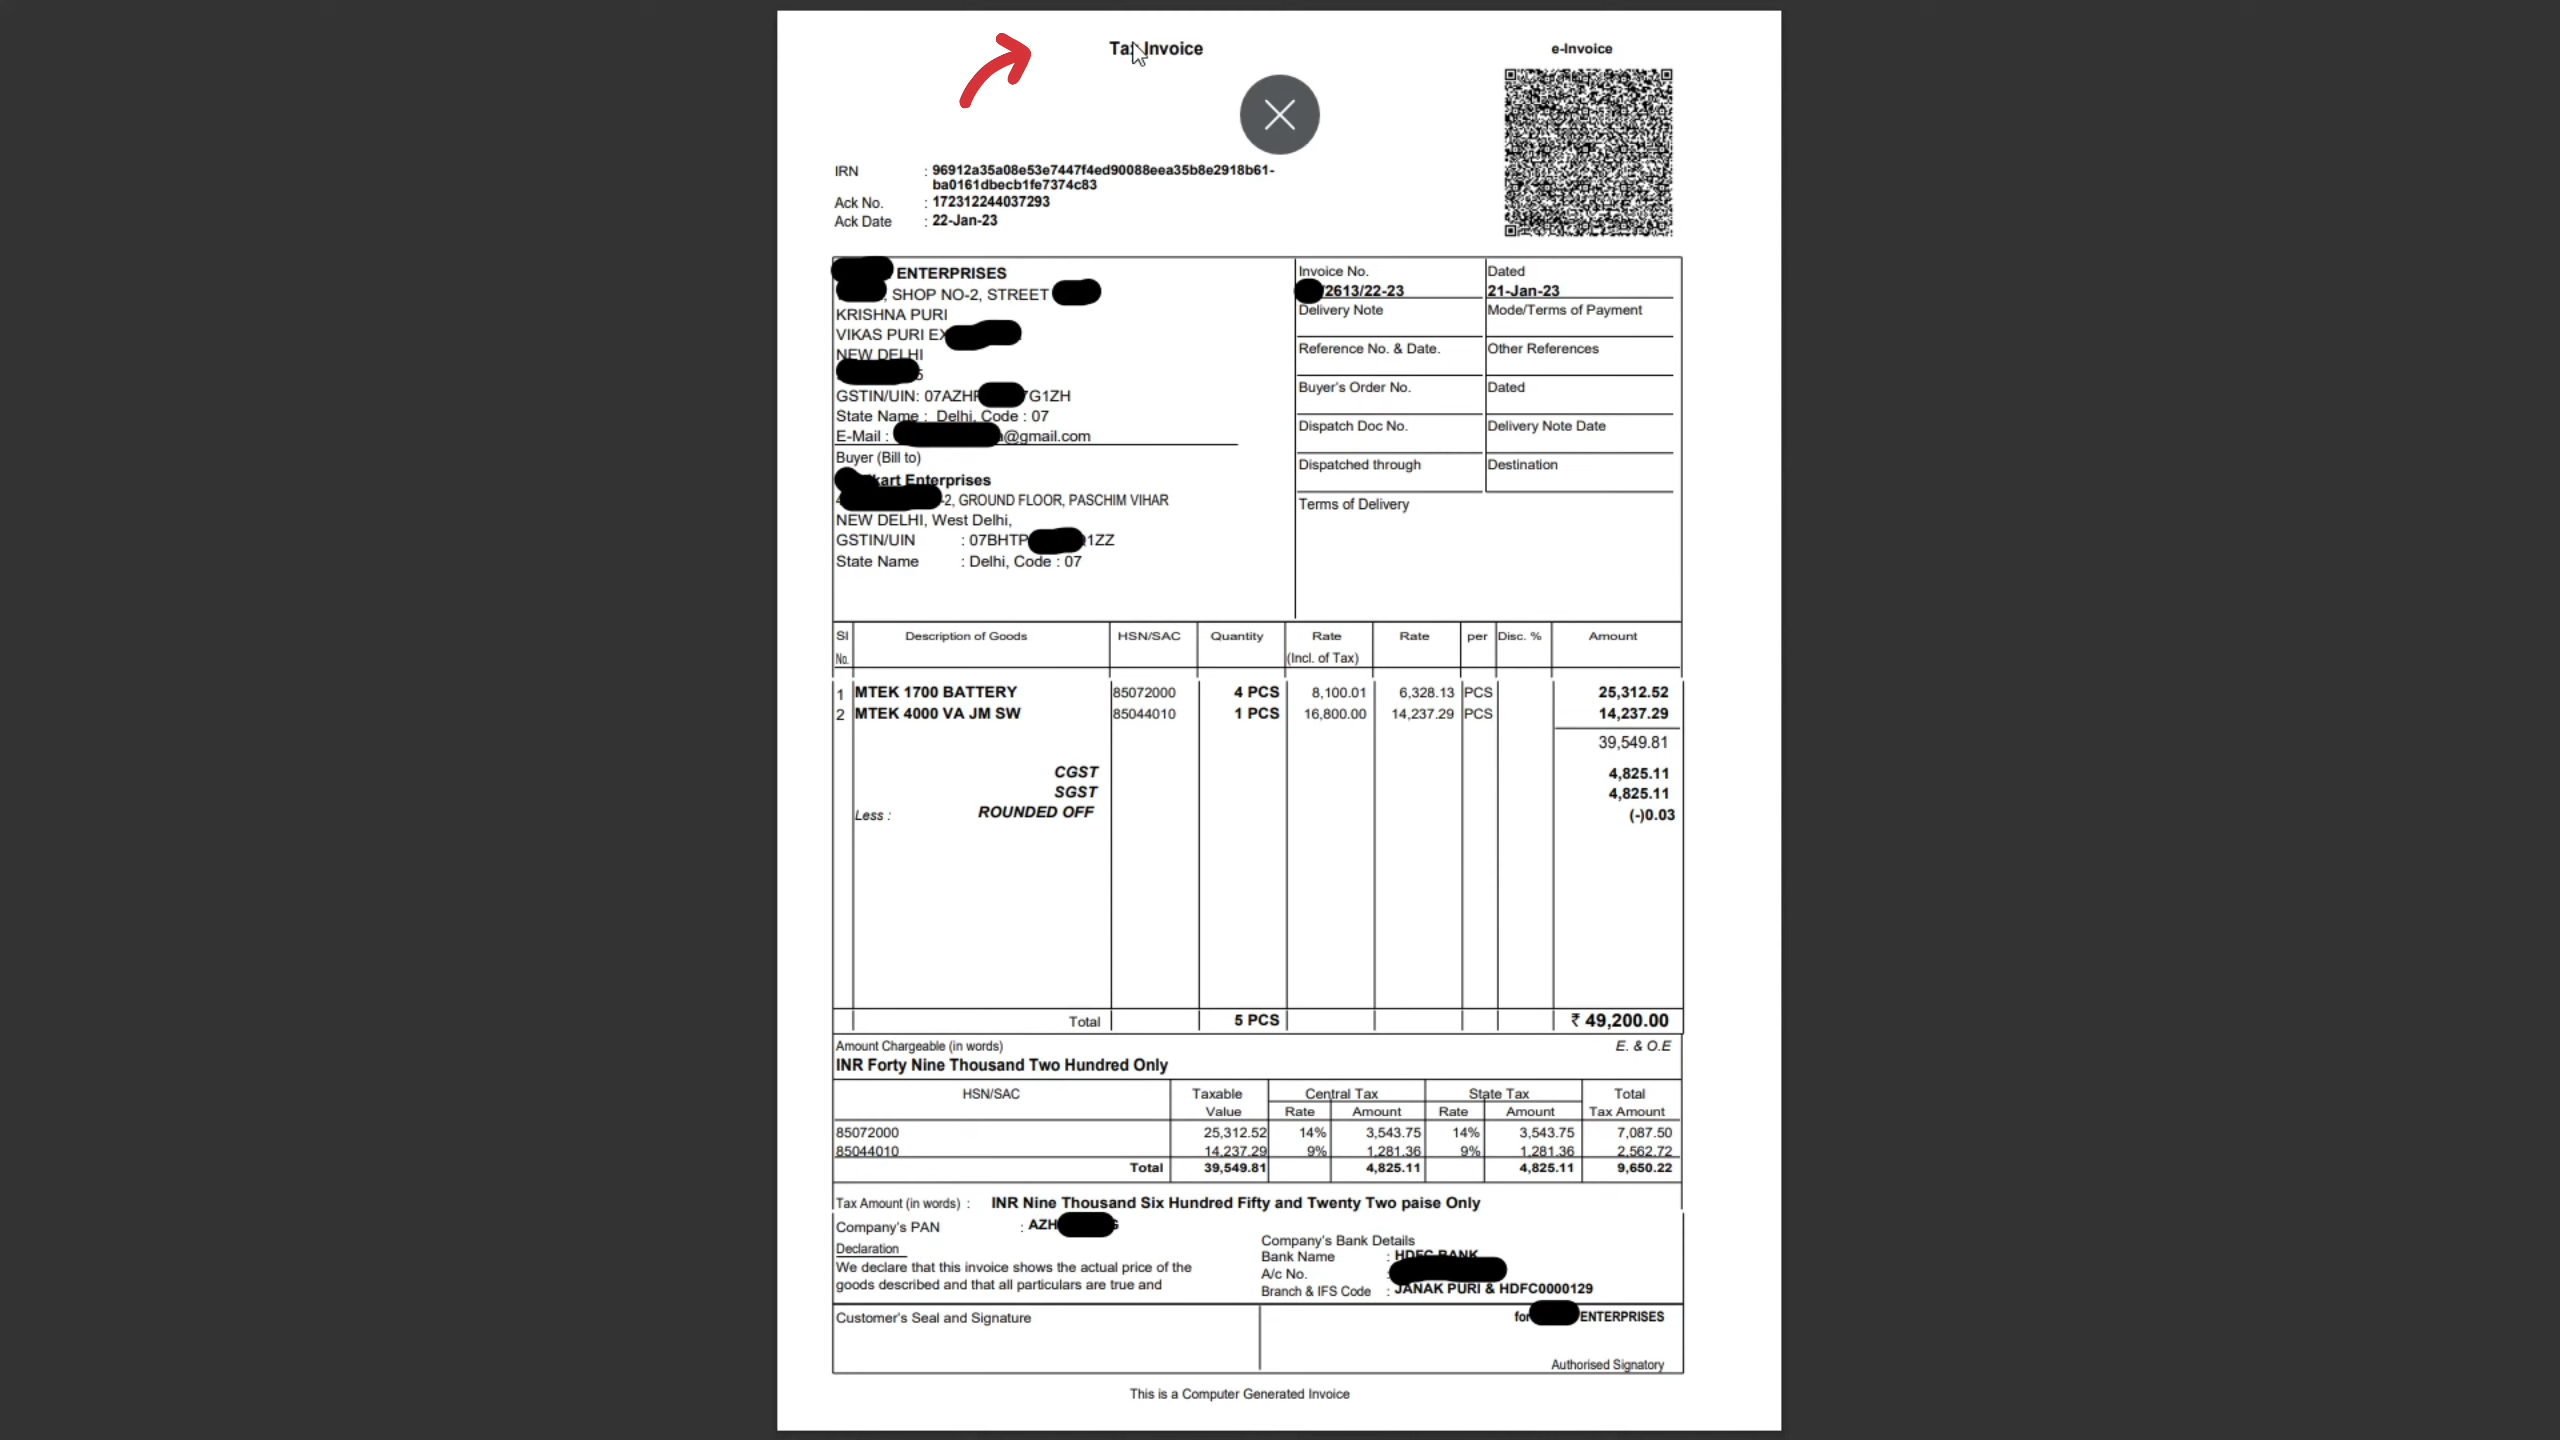 Tax Invoice
e-Invoice
IRN : 96912a35a08e53e7447f4ed90088eea35b8e2918b61-
ba0161dbecb1fe7374c83
Ack No. : 172312244037293
Ack Date : 22-Jan-23
ENTERPRISES
, SHOP NO-2, STREET
KRISHNA PURI
VIKAS PURI EX
NEW DELHI
GSTIN/UIN: 07AZH G1ZH
State Name : Delhi, Code : 07
E-Mail : @gmail.com
Buyer (Bill to)
kart Enterprises
-2, GROUND FLOOR, PASCHIM VIHAR
NEW DELHI, West Delhi,
GSTIN/UIN : 07BHTP 1ZZ
State Name : Delhi, Code : 07
Invoice No. Dated
/2613/22-23 21-Jan-23
Delivery Note Mode/Terms of Payment
Reference No. & Date. Other References
Buyer's Order No. Dated
Dispatch Doc No. Delivery Note Date
Dispatched through Destination
Terms of Delivery
Sl Description of Goods HSN/SAC Quantity Rate Rate per Disc. % Amount
No. (Incl. of Tax)
1 MTEK 1700 BATTERY 85072000 4 PCS 8,100.01 6,328.13 PCS 25,312.52
2 MTEK 4000 VA JM SW 85044010 1 PCS 16,800.00 14,237.29 PCS 14,237.29
39,549.81
CGST 4,825.11
SGST 4,825.11
Less : ROUNDED OFF (-)0.03
Total 5 PCS ₹ 49,200.00
Amount Chargeable (in words) E. & O.E
INR Forty Nine Thousand Two Hundred Only
HSN/SAC Taxable Central Tax State Tax Total
Value Rate Amount Rate Amount Tax Amount
85072000 25,312.52 14% 3,543.75 14% 3,543.75 7,087.50
85044010 14,237.29 9% 1,281.36 9% 1,281.36 2,562.72
Total 39,549.81 4,825.11 4,825.11 9,650.22
Tax Amount (in words) : INR Nine Thousand Six Hundred Fifty and Twenty Two paise Only
Company's PAN : AZH
Declaration
We declare that this invoice shows the actual price of the
goods described and that all particulars are true and
Company's Bank Details
Bank Name : HDFC BANK
A/c No. :
Branch & IFS Code : JANAK PURI & HDFC0000129
Customer's Seal and Signature
for ENTERPRISES
Authorised Signatory
This is a Computer Generated Invoice